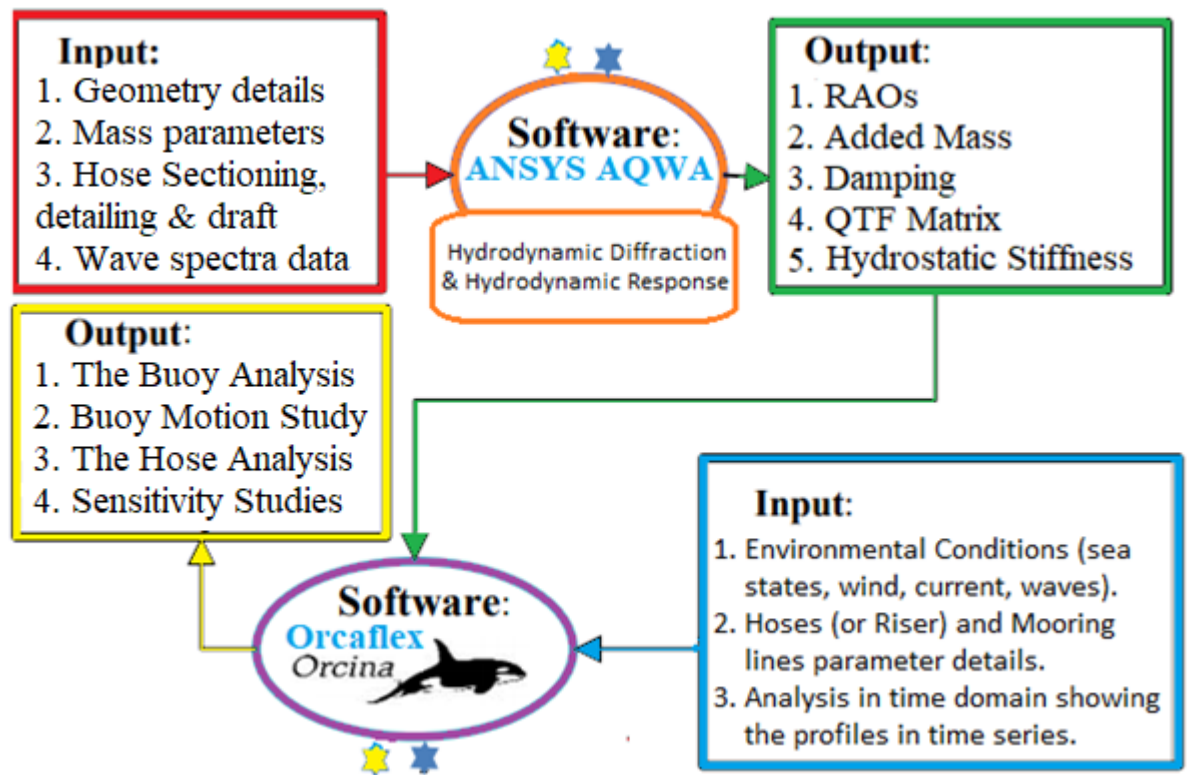 Input:
1. Geometry details
2. Mass parameters
3. Hose Sectioning,
detailing & draft
4. Wave spectra data
Software:
ANSYS AQWA
Hydrodynamic Diffraction
& Hydrodynamic Response
Output:
1. RAOs
2. Added Mass
3. Damping
4. QTF Matrix
5. Hydrostatic Stiffness
Output:
1. The Buoy Analysis
2. Buoy Motion Study
3. The Hose Analysis
4. Sensitivity Studies
Software:
Orcaflex
Orcina
Input:
1. Environmental Conditions (sea
states, wind, current, waves).
2. Hoses (or Riser) and Mooring
lines parameter details.
3. Analysis in time domain showing
the profiles in time series.